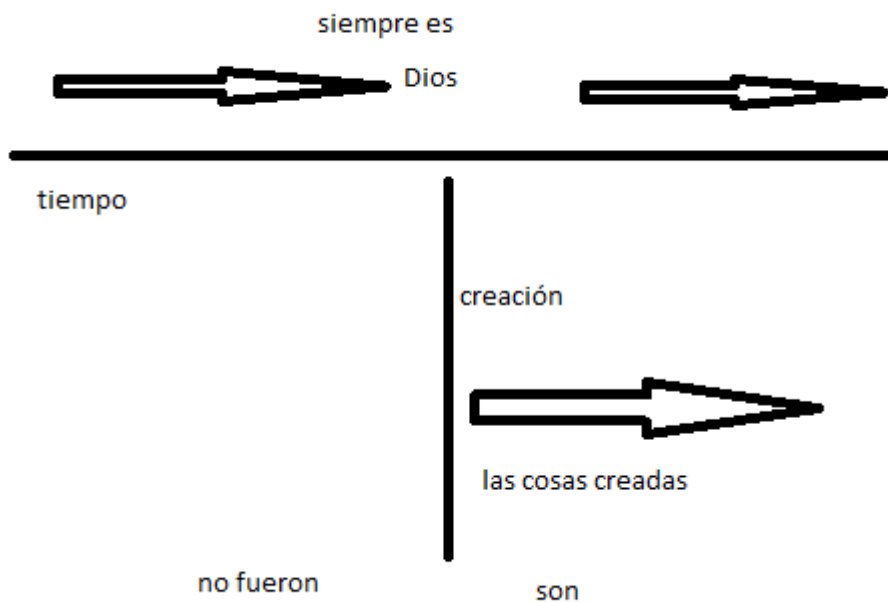 siempre es
Dios
tiempo
creación
las cosas creadas
no fueron
son